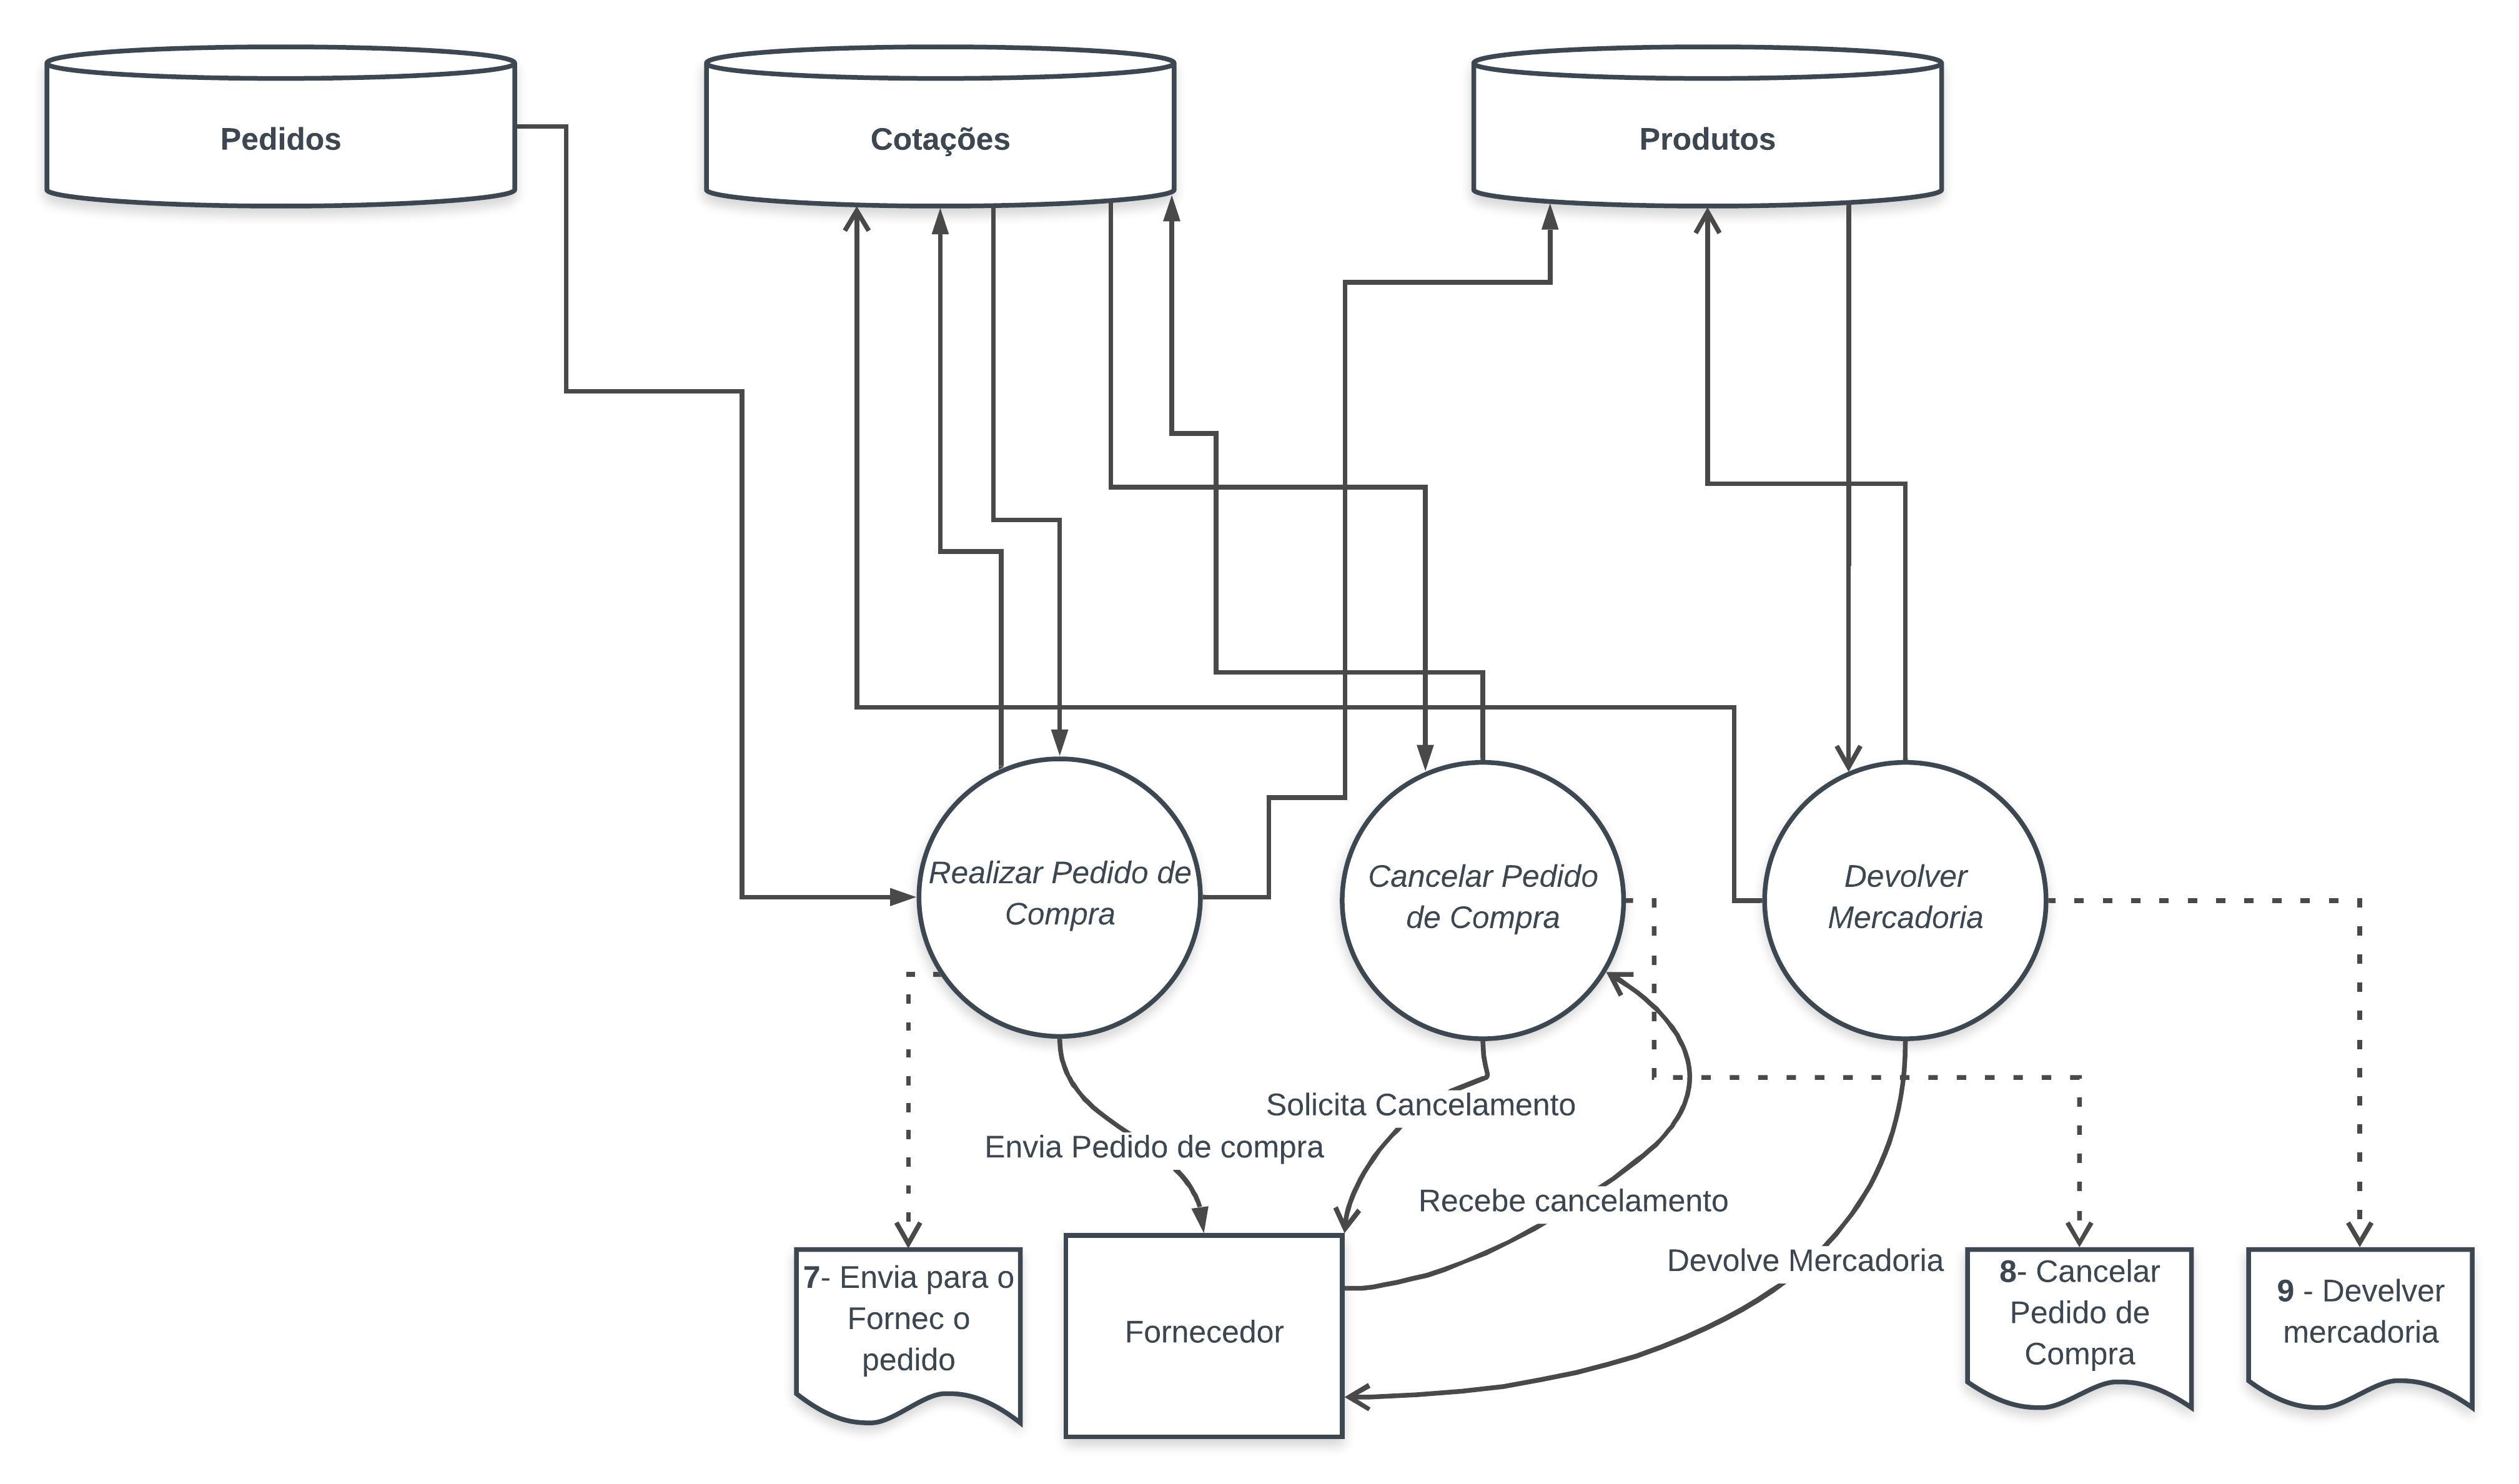 Pedidos
Cotações
Produtos
Realizar Pedido de
Compra
Cancelar Pedido
de Compra
Devolver
Mercadoria
Solicita Cancelamento
Envia Pedido de compra
Recebe cancelamento
Devolve Mercadoria
7- Envia para o
Fornec o
pedido
Fornecedor
8- Cancelar
Pedido de
Compra
9 - Develver
mercadoria